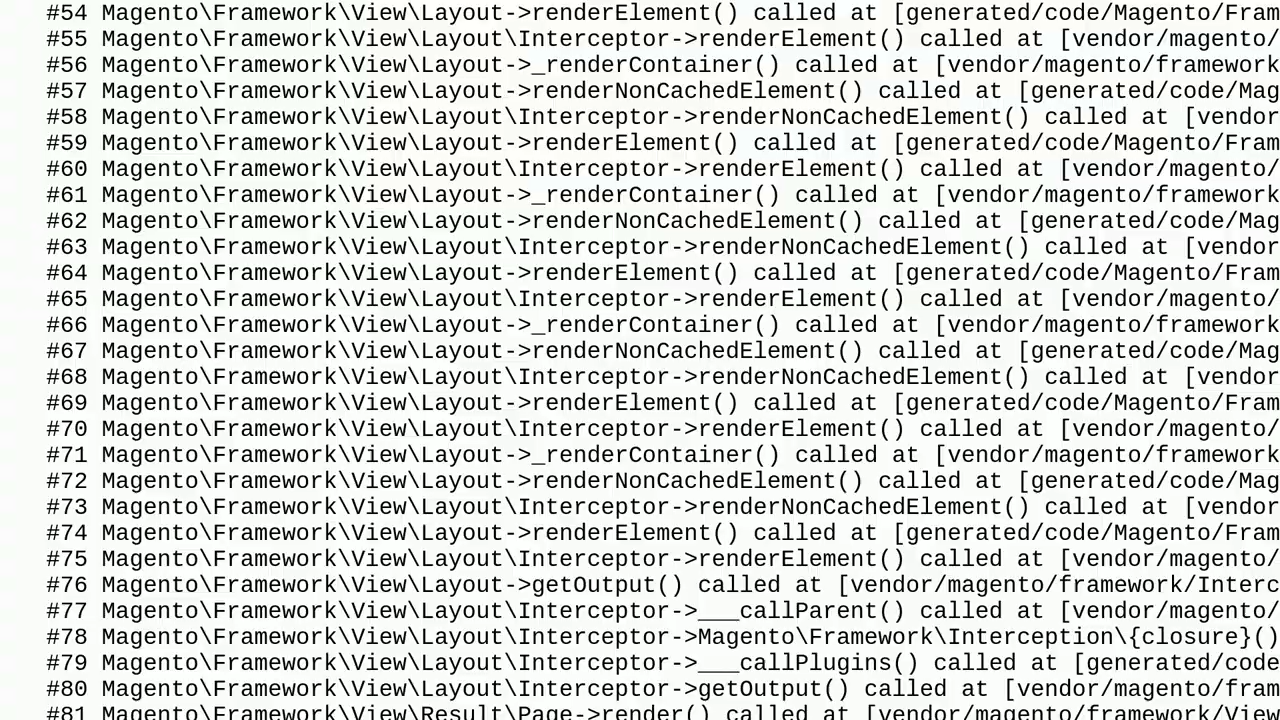 #54 Magento\Framework\View\Layout->renderElement() called at [generated/code/Magento/Fram
#55 Magento\Framework\View\Layout\Interceptor->renderElement() called at [vendor/magento/
#56 Magento\Framework\View\Layout->_renderContainer() called at [vendor/magento/framework
#57 Magento\Framework\View\Layout->renderNonCachedElement() called at [generated/code/Mag
#58 Magento\Framework\View\Layout\Interceptor->renderNonCachedElement() called at [vendor
#59 Magento\Framework\View\Layout->renderElement() called at [generated/code/Magento/Fram
#60 Magento\Framework\View\Layout\Interceptor->renderElement() called at [vendor/magento/
#61 Magento\Framework\View\Layout->_renderContainer() called at [vendor/magento/framework
#62 Magento\Framework\View\Layout->renderNonCachedElement() called at [generated/code/Mag
#63 Magento\Framework\View\Layout\Interceptor->renderNonCachedElement() called at [vendor
#64 Magento\Framework\View\Layout->renderElement() called at [generated/code/Magento/Fram
#65 Magento\Framework\View\Layout\Interceptor->renderElement() called at [vendor/magento/
#66 Magento\Framework\View\Layout->_renderContainer() called at [vendor/magento/framework
#67 Magento\Framework\View\Layout->renderNonCachedElement() called at [generated/code/Mag
#68 Magento\Framework\View\Layout\Interceptor->renderNonCachedElement() called at [vendor
#69 Magento\Framework\View\Layout->renderElement() called at [generated/code/Magento/Fram
#70 Magento\Framework\View\Layout\Interceptor->renderElement() called at [vendor/magento/
#71 Magento\Framework\View\Layout->_renderContainer() called at [vendor/magento/framework
#72 Magento\Framework\View\Layout->renderNonCachedElement() called at [generated/code/Mag
#73 Magento\Framework\View\Layout\Interceptor->renderNonCachedElement() called at [vendor
#74 Magento\Framework\View\Layout->renderElement() called at [generated/code/Magento/Fram
#75 Magento\Framework\View\Layout\Interceptor->renderElement() called at [vendor/magento/
#76 Magento\Framework\View\Layout->getOutput() called at [vendor/magento/framework/Interc
#77 Magento\Framework\View\Layout\Interceptor->___callParent() called at [vendor/magento/
#78 Magento\Framework\View\Layout\Interceptor->Magento\Framework\Interception\{closure}()
#79 Magento\Framework\View\Layout\Interceptor->___callPlugins() called at [generated/code
#80 Magento\Framework\View\Layout\Interceptor->getOutput() called at [vendor/magento/fram
#81 Magento\Framework\View\Result\Page->render() called at [vendor/magento/framework/View